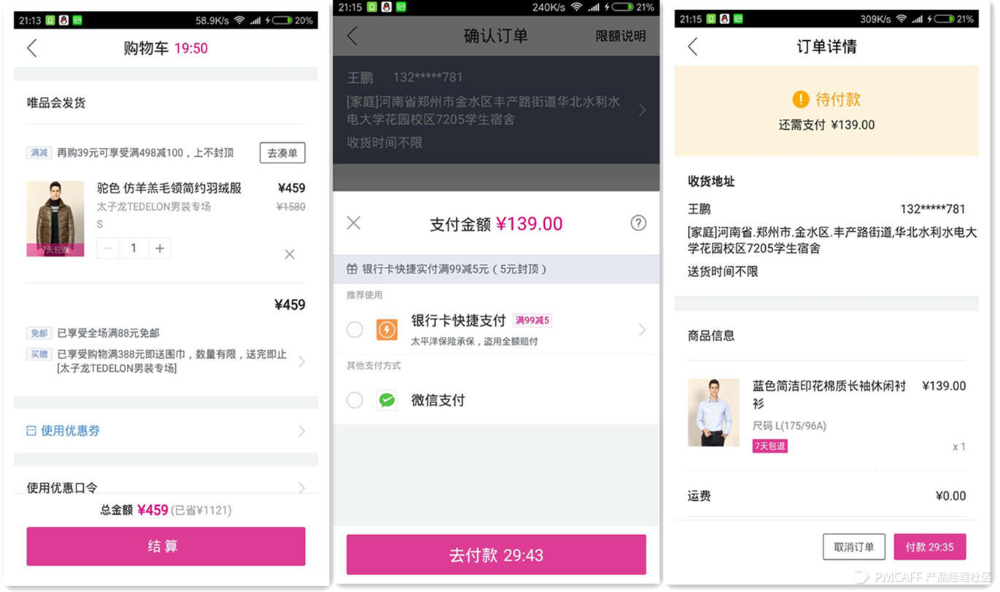 21:13
58.9K/s
20%
购物车 19:50
唯品会发货
满减 再购39元可享受满498减100，上不封顶 去凑单
驼色 仿羊羔毛领简约羽绒服 ¥459
太子龙TEDELON男装专场 ¥1580
S
7天包退
1
¥459
免邮 已享受全场满88元免邮
买赠 已享受购物满388元即送围巾，数量有限，送完即止
[太子龙TEDELON男装专场]
使用优惠券
使用优惠口令
总金额 ¥459 (已省¥1121)
结算
21:15
240K/s
21%
确认订单 限额说明
王鹏 132*****781
[家庭]河南省郑州市金水区丰产路街道华北水利水
电大学花园校区7205学生宿舍
收货时间不限
支付金额 ¥139.00
银行卡快捷实付满99减5元（5元封顶）
推荐使用
银行卡快捷支付 满99减5
太平洋保险承保，盗用全额赔付
其他支付方式
微信支付
去付款 29:43
21:15
309K/s
21%
订单详情
待付款
还需支付 ¥139.00
收货地址
王鹏 132*****781
[家庭]河南省.郑州市.金水区.丰产路街道,华北水利水电大
学花园校区7205学生宿舍
送货时间不限
商品信息
蓝色简洁印花棉质长袖休闲衬 ¥139.00
衫
尺码 L(175/96A)
7天包退
x 1
运费 ¥0.00
取消订单 付款 29:35
PMCAFF 产品经理社区